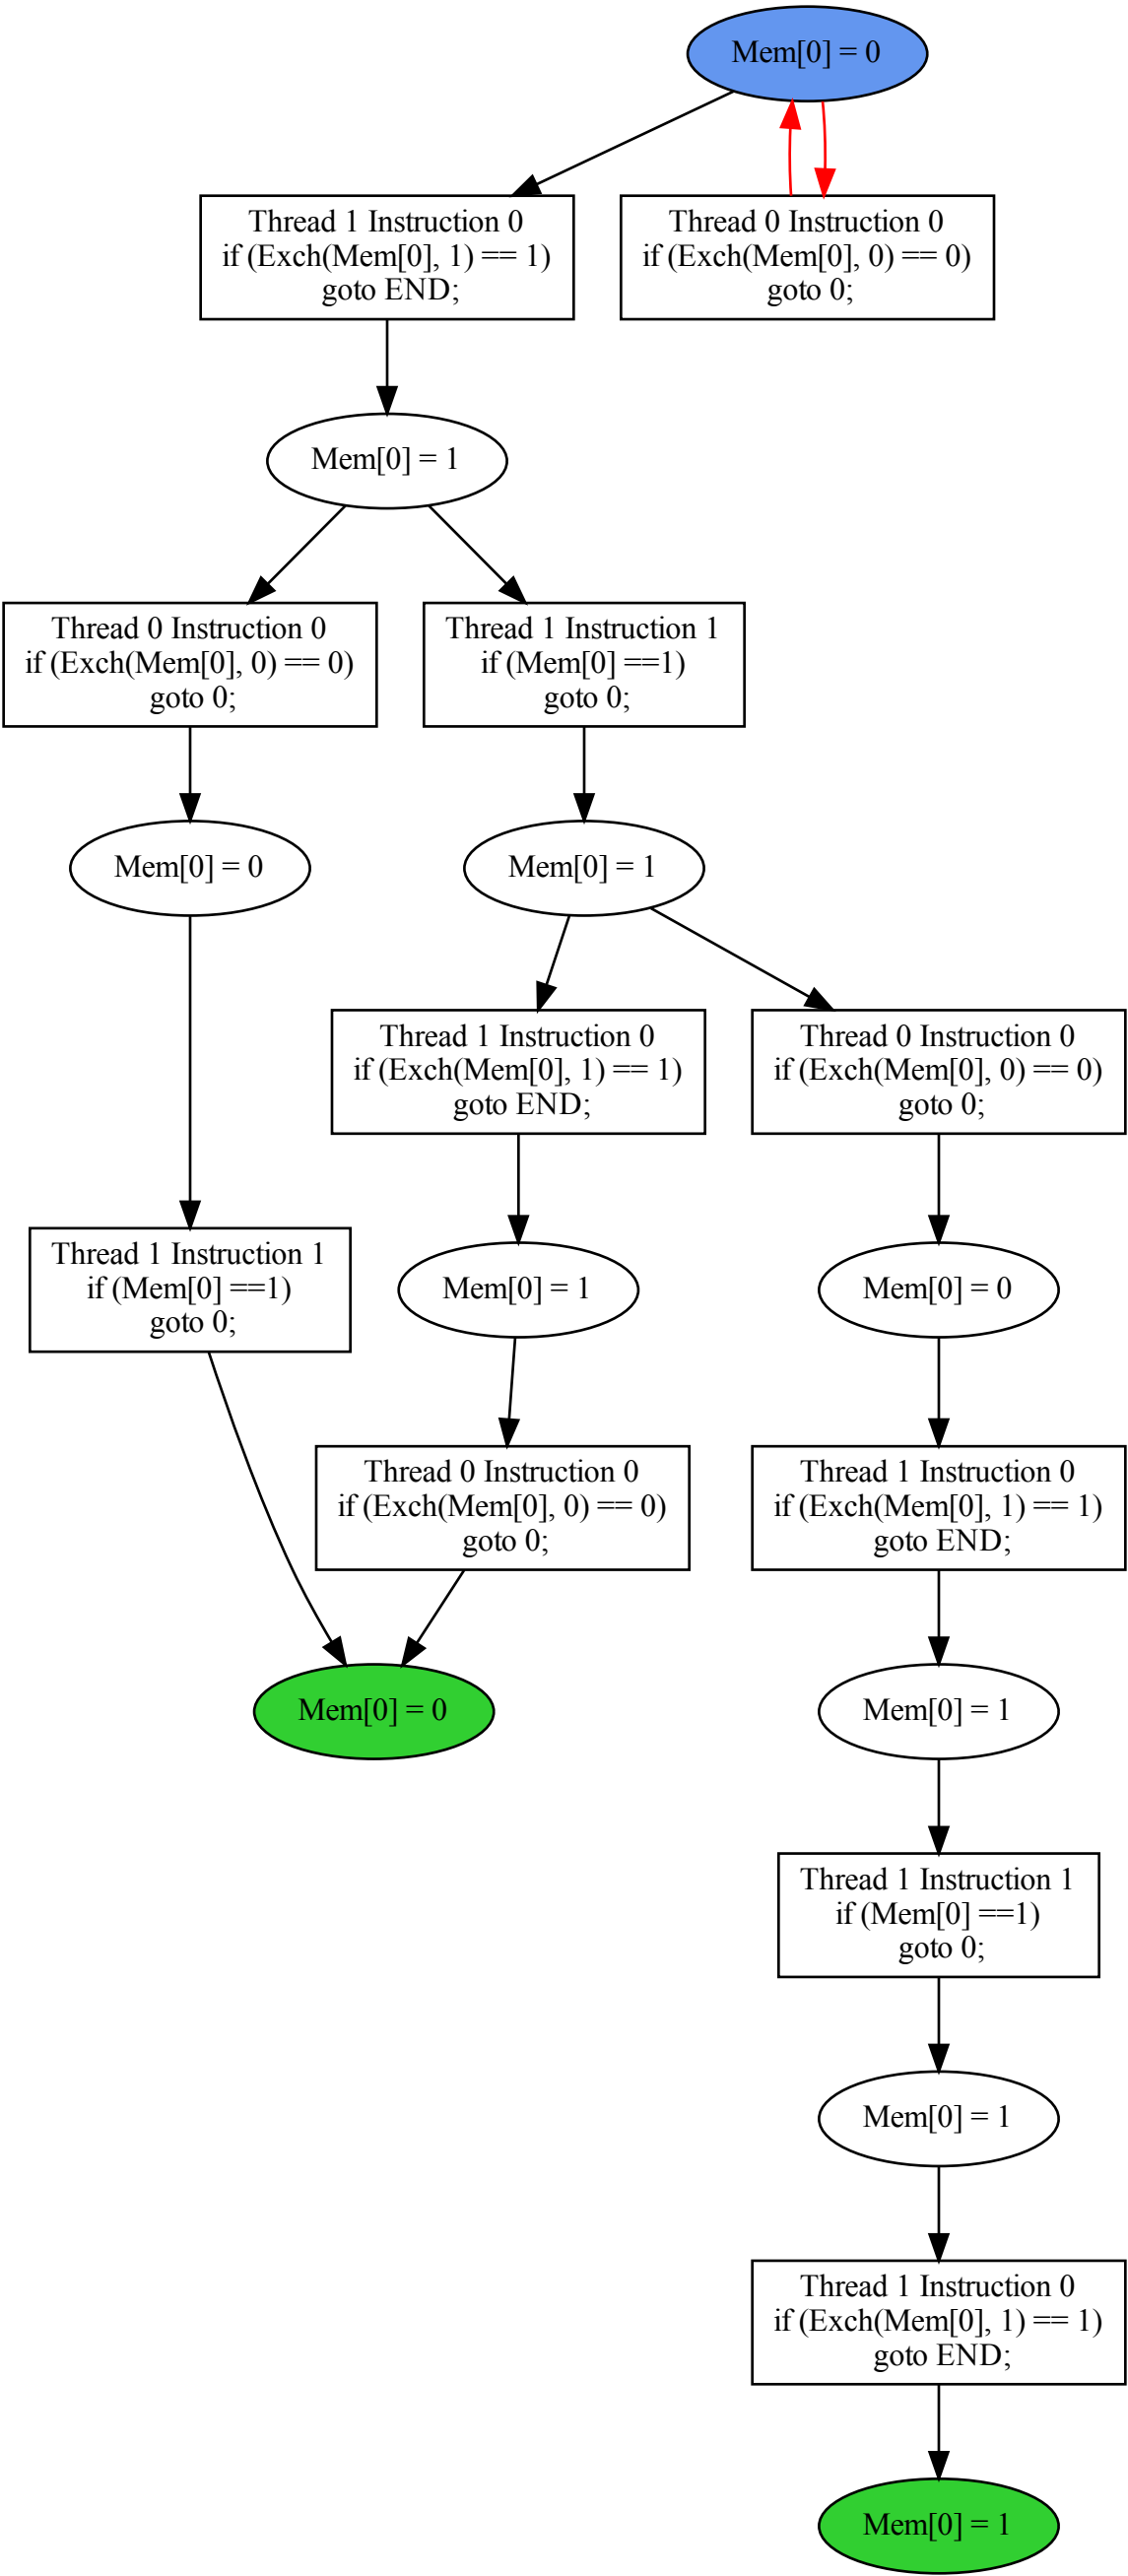 Mem[0] = 0
Thread 1 Instruction 0
if (Exch(Mem[0], 1) == 1)
goto END;
Thread 0 Instruction 0
if (Exch(Mem[0], 0) == 0)
goto 0;
Mem[0] = 1
Thread 0 Instruction 0
if (Exch(Mem[0], 0) == 0)
goto 0;
Thread 1 Instruction 1
if (Mem[0] ==1)
goto 0;
Mem[0] = 0
Mem[0] = 1
Thread 1 Instruction 0
if (Exch(Mem[0], 1) == 1)
goto END;
Thread 0 Instruction 0
if (Exch(Mem[0], 0) == 0)
goto 0;
Thread 1 Instruction 1
if (Mem[0] ==1)
goto 0;
Mem[0] = 1
Mem[0] = 0
Thread 0 Instruction 0
if (Exch(Mem[0], 0) == 0)
goto 0;
Thread 1 Instruction 0
if (Exch(Mem[0], 1) == 1)
goto END;
Mem[0] = 0
Mem[0] = 1
Thread 1 Instruction 1
if (Mem[0] ==1)
goto 0;
Mem[0] = 1
Thread 1 Instruction 0
if (Exch(Mem[0], 1) == 1)
goto END;
Mem[0] = 1